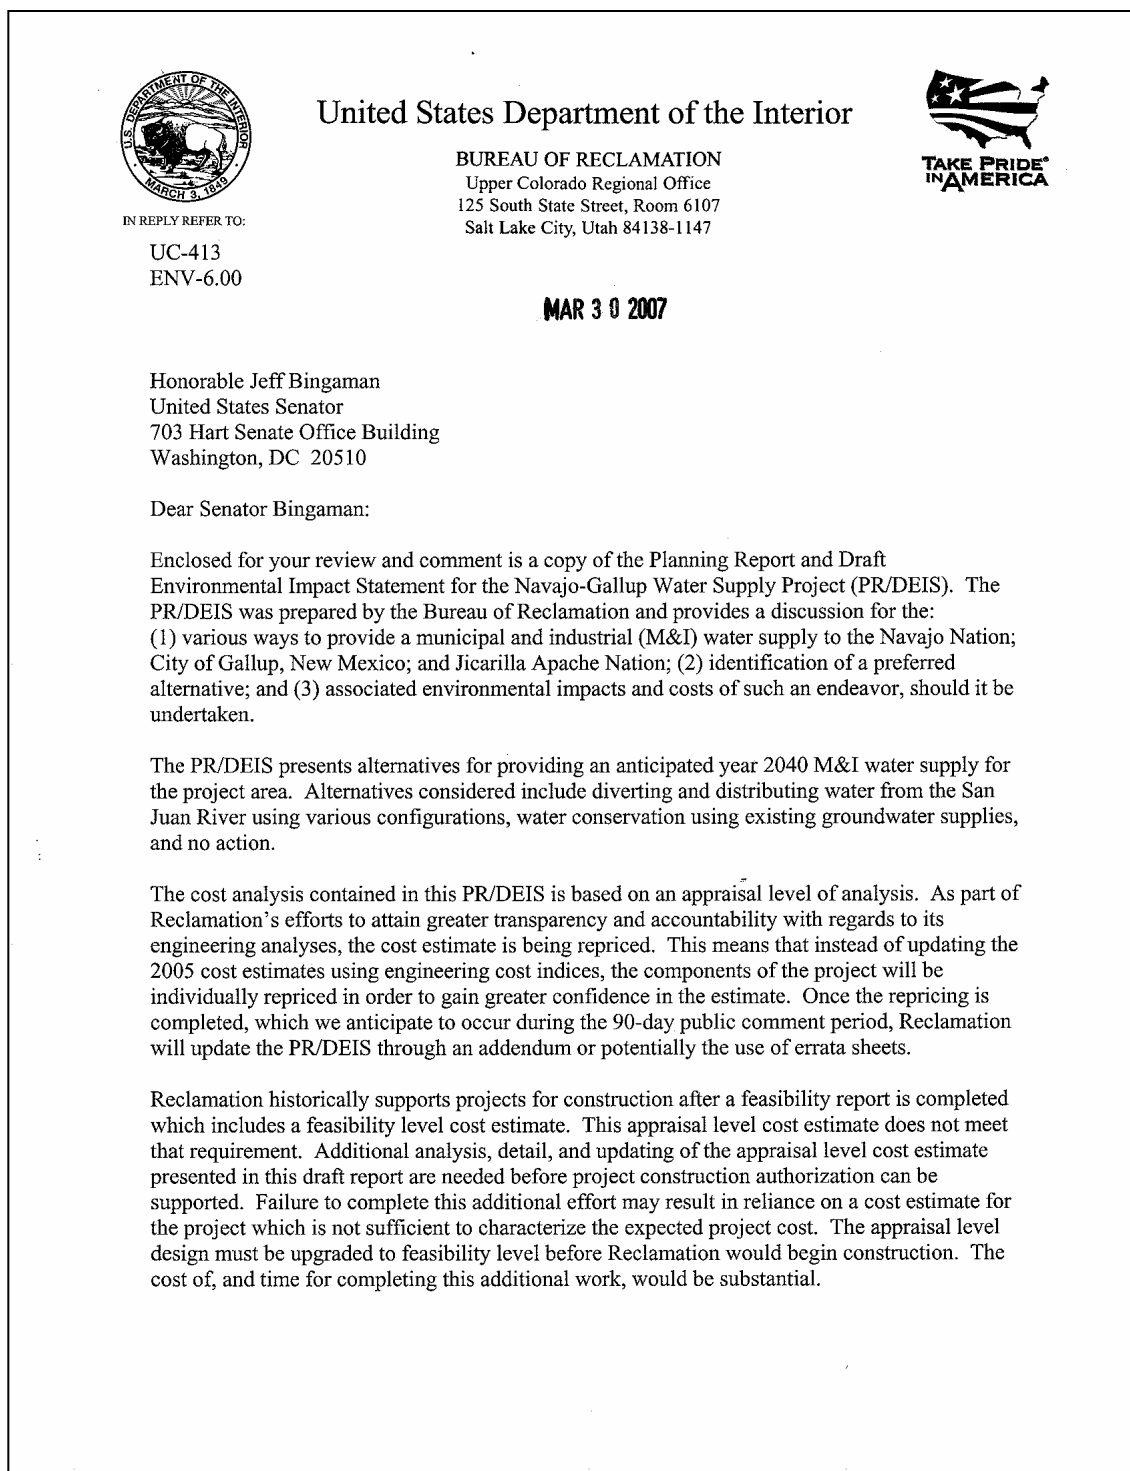 U.S. DEPARTMENT OF THE INTERIOR
MARCH 3, 1849
United States Department of the Interior
BUREAU OF RECLAMATION
Upper Colorado Regional Office
125 South State Street, Room 6107
Salt Lake City, Utah 84138-1147
TAKE PRIDE®
IN AMERICA
IN REPLY REFER TO:
UC-413
ENV-6.00
MAR 30 2007
Honorable Jeff Bingaman
United States Senator
703 Hart Senate Office Building
Washington, DC 20510
Dear Senator Bingaman:
Enclosed for your review and comment is a copy of the Planning Report and Draft
Environmental Impact Statement for the Navajo-Gallup Water Supply Project (PR/DEIS). The
PR/DEIS was prepared by the Bureau of Reclamation and provides a discussion for the:
(1) various ways to provide a municipal and industrial (M&I) water supply to the Navajo Nation;
City of Gallup, New Mexico; and Jicarilla Apache Nation; (2) identification of a preferred
alternative; and (3) associated environmental impacts and costs of such an endeavor, should it be
undertaken.
The PR/DEIS presents alternatives for providing an anticipated year 2040 M&I water supply for
the project area. Alternatives considered include diverting and distributing water from the San
Juan River using various configurations, water conservation using existing groundwater supplies,
and no action.
The cost analysis contained in this PR/DEIS is based on an appraisal level of analysis. As part of
Reclamation's efforts to attain greater transparency and accountability with regards to its
engineering analyses, the cost estimate is being repriced. This means that instead of updating the
2005 cost estimates using engineering cost indices, the components of the project will be
individually repriced in order to gain greater confidence in the estimate. Once the repricing is
completed, which we anticipate to occur during the 90-day public comment period, Reclamation
will update the PR/DEIS through an addendum or potentially the use of errata sheets.
Reclamation historically supports projects for construction after a feasibility report is completed
which includes a feasibility level cost estimate. This appraisal level cost estimate does not meet
that requirement. Additional analysis, detail, and updating of the appraisal level cost estimate
presented in this draft report are needed before project construction authorization can be
supported. Failure to complete this additional effort may result in reliance on a cost estimate for
the project which is not sufficient to characterize the expected project cost. The appraisal level
design must be upgraded to feasibility level before Reclamation would begin construction. The
cost of, and time for completing this additional work, would be substantial.